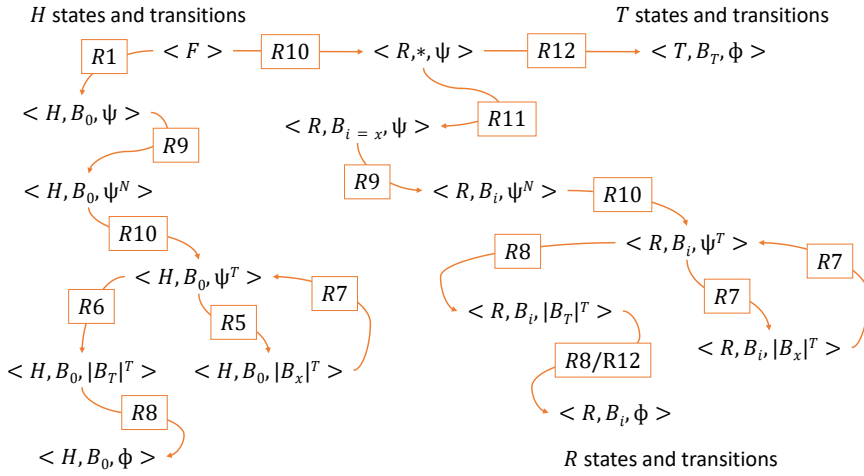 H states and transitions
T states and transitions
R1
< F >
R10
< R,∗, ψ >
R12
< T, B_T, ϕ >
< H, B_0, ψ >
R11
< R, B_{i = x}, ψ >
R9
R9
< H, B_0, ψ^N >
< R, B_i, ψ^N >
R10
R10
R8
< R, B_i, ψ^T >
R7
< H, B_0, ψ^T >
R7
R7
R6
R5
< R, B_i, |B_T|^T >
< R, B_i, |B_x|^T >
R8/R12
< H, B_0, |B_T|^T >
< H, B_0, |B_x|^T >
R8
< R, B_i, ϕ >
< H, B_0, ϕ >
R states and transitions